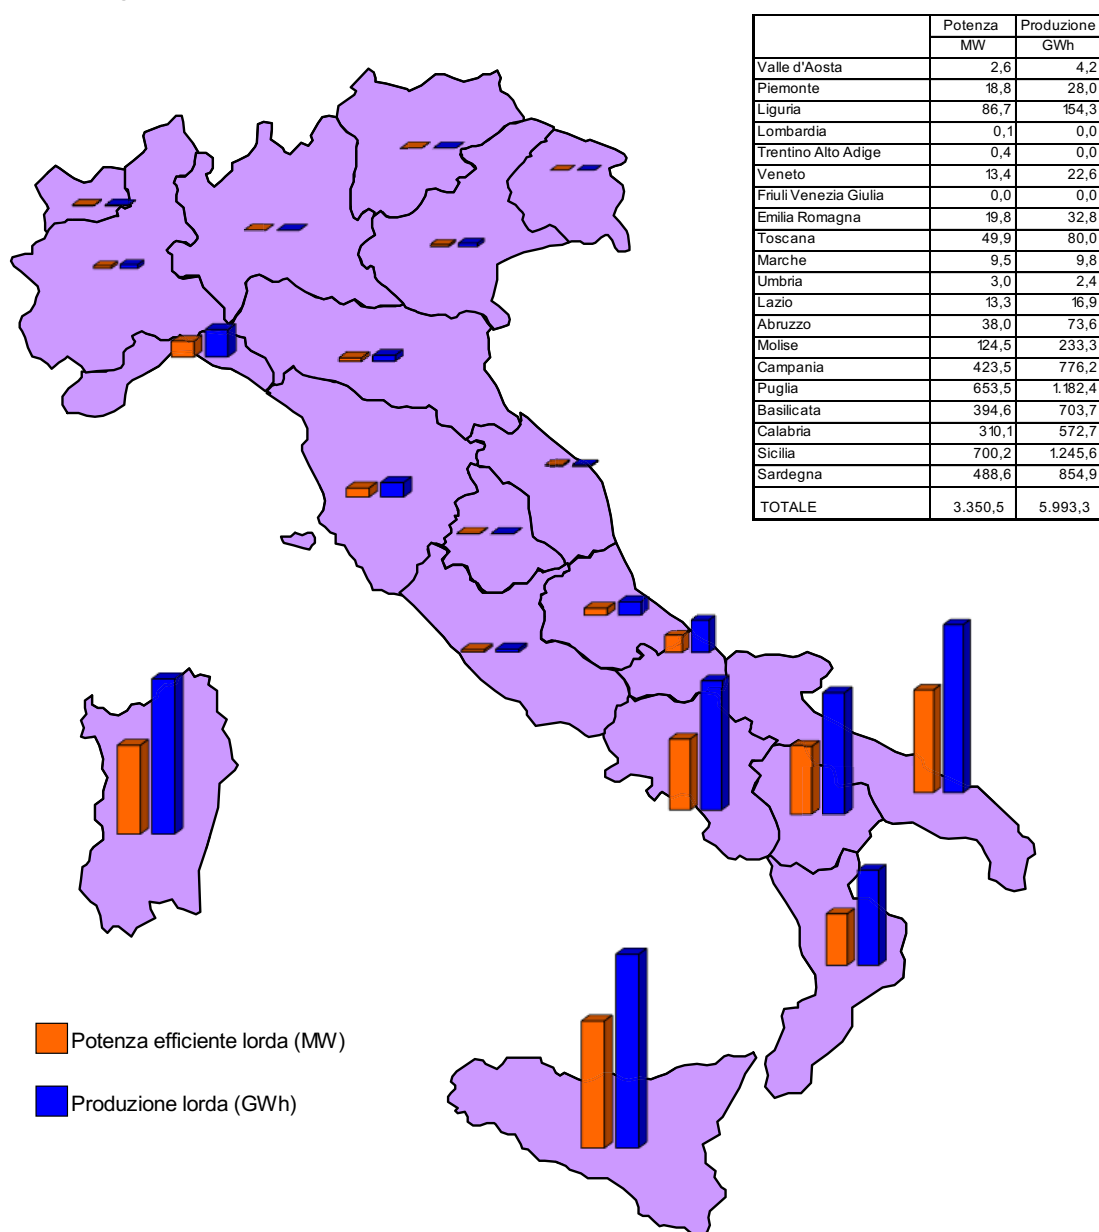 Potenza Produzione
MW GWh
Valle d'Aosta 2,6 4,2
Piemonte 18,8 28,0
Liguria 86,7 154,3
Lombardia 0,1 0,0
Trentino Alto Adige 0,4 0,0
Veneto 13,4 22,6
Friuli Venezia Giulia 0,0 0,0
Emilia Romagna 19,8 32,8
Toscana 49,9 80,0
Marche 9,5 9,8
Umbria 3,0 2,4
Lazio 13,3 16,9
Abruzzo 38,0 73,6
Molise 124,5 233,3
Campania 423,5 776,2
Puglia 653,5 1.182,4
Basilicata 394,6 703,7
Calabria 310,1 572,7
Sicilia 700,2 1.245,6
Sardegna 488,6 854,9
TOTALE 3.350,5 5.993,3
Potenza efficiente lorda (MW)
Produzione lorda (GWh)